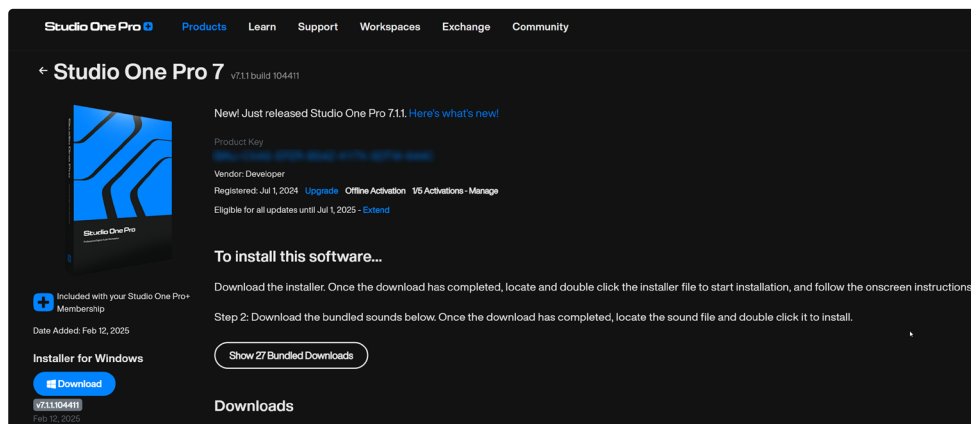 Studio One Pro Products Learn Support Workspaces Exchange Community
← Studio One Pro 7 v7.1.1 build 104411
New! Just released Studio One Pro 7.1.1. Here's what's new!
Product Key
Vendor: Developer
Registered: Jul 1, 2024 Upgrade Offline Activation 1/5 Activations - Manage
Eligible for all updates until Jul 1, 2025 - Extend
Studio One Pro
To install this software...
Download the installer. Once the download has completed, locate and double click the installer file to start installation, and follow the onscreen instructions
Step 2: Download the bundled sounds below. Once the download has completed, locate the sound file and double click it to install.
Show 27 Bundled Downloads
Downloads
Included with your Studio One Pro+
Membership
Date Added: Feb 12, 2025
Installer for Windows
Download
v7.1.1.104411
Feb 12, 2025